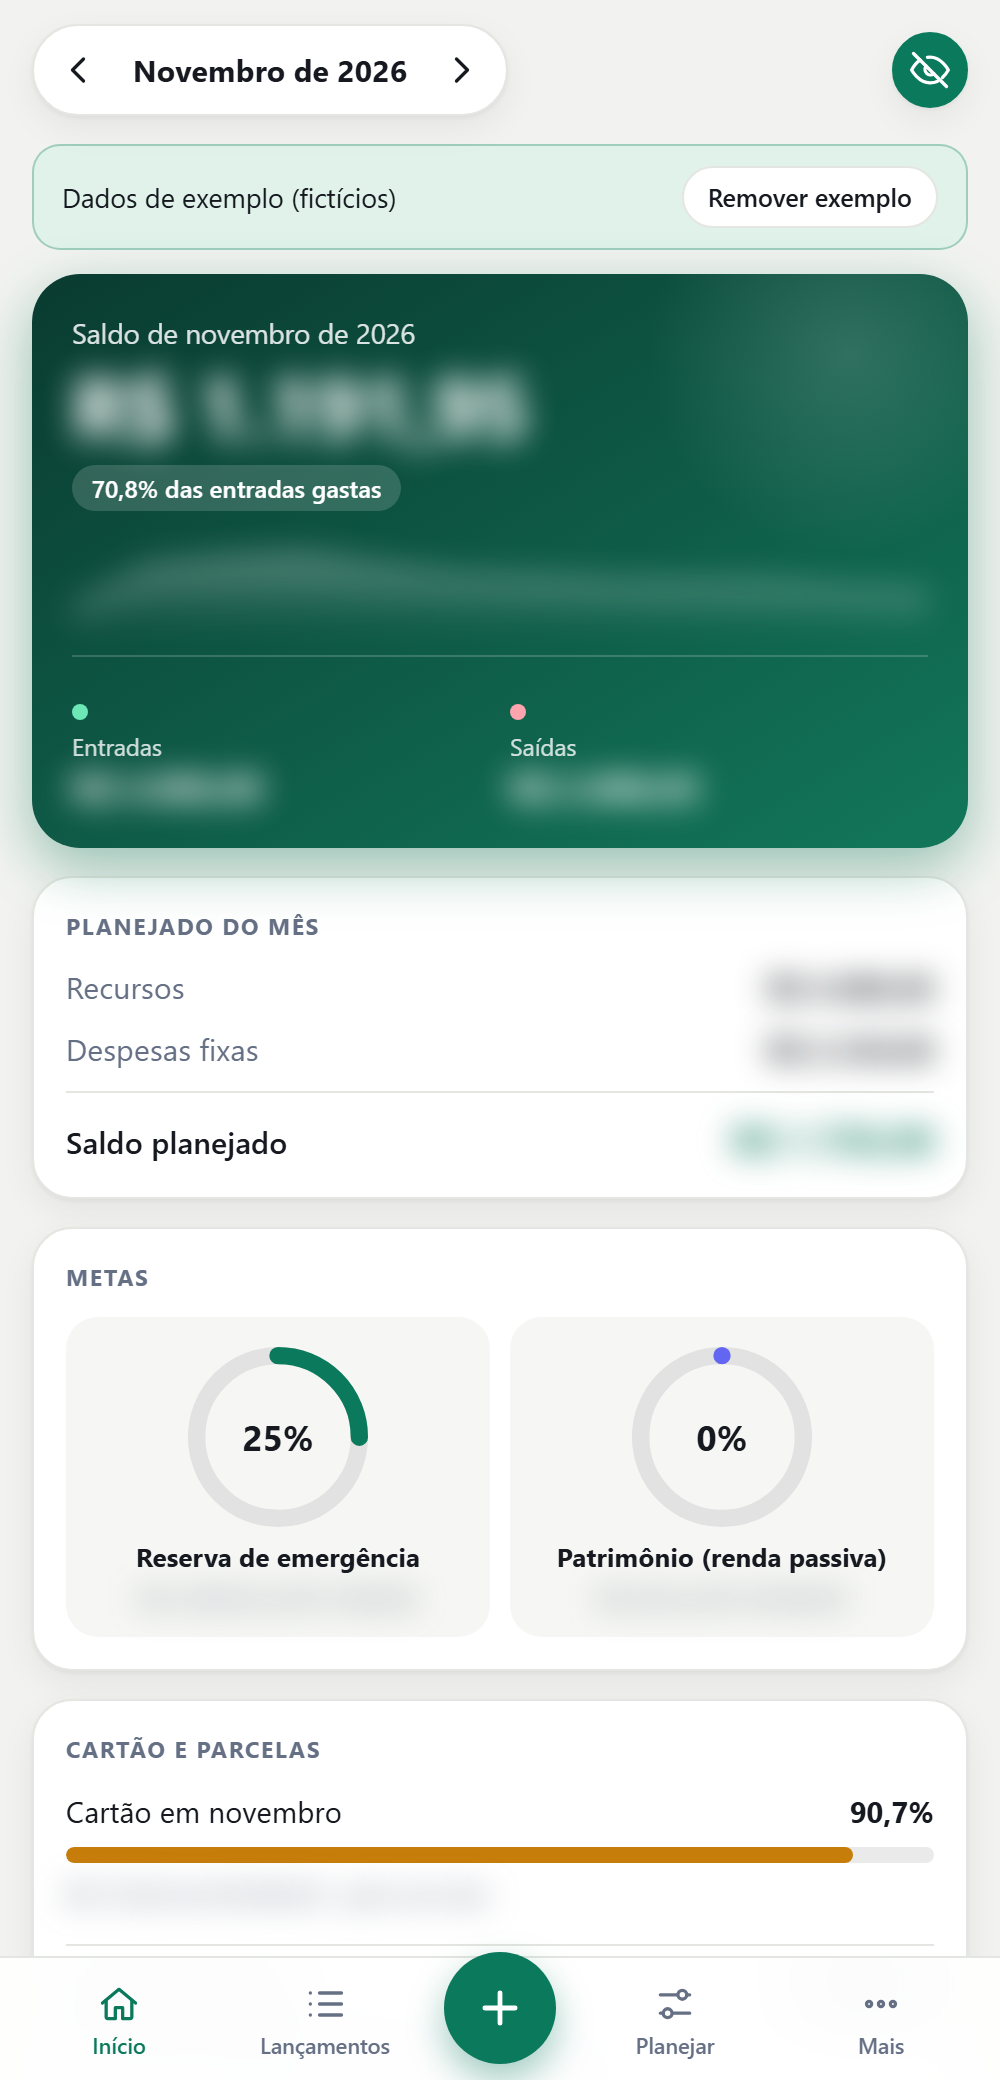 Novembro de 2026
Dados de exemplo (fictícios)
Remover exemplo
Saldo de novembro de 2026
70,8% das entradas gastas
Entradas
Saídas
PLANEJADO DO MÊS
Recursos
Despesas fixas
Saldo planejado
METAS
25%
0%
Reserva de emergência
Patrimônio (renda passiva)
CARTÃO E PARCELAS
Cartão em novembro
90,7%
Início
Lançamentos
Planejar
Mais